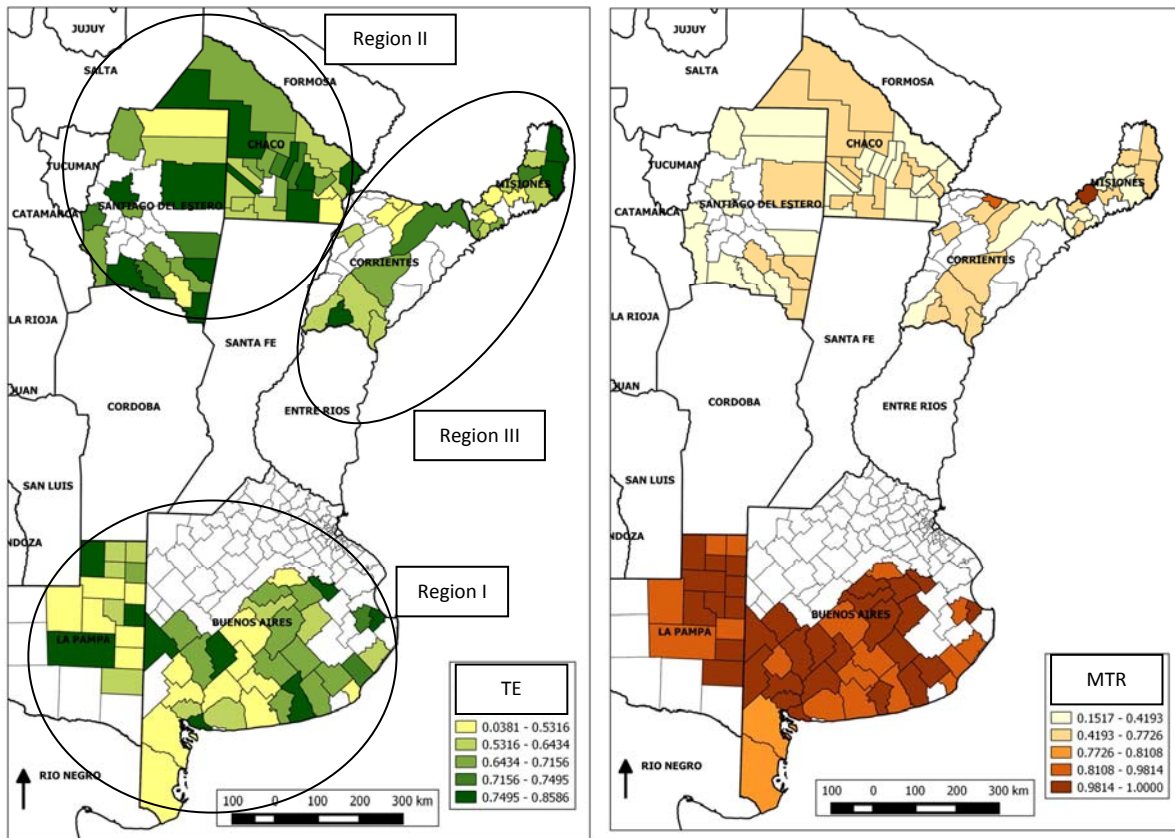 JUJUY
SALTA
Region II
FORMOSA
CHACO
TUCUMAN
MISIONES
CATAMARCA
SANTIAGO DEL ESTERO
CORRIENTES
LA RIOJA
SANTA FE
JUAN
CORDOBA
ENTRE RIOS
Region III
SAN LUIS
NDOZA
Region I
BUENOS AIRES
LA PAMPA
TE
0.0381 - 0.5316
0.5316 - 0.6434
0.6434 - 0.7156
0.7156 - 0.7495
0.7495 - 0.8586
RIO NEGRO
100 0 100 200 300 km
JUJUY
SALTA
FORMOSA
CHACO
TUCUMAN
MISIONES
CATAMARCA
SANTIAGO DEL ESTERO
CORRIENTES
LA RIOJA
SANTA FE
JUAN
CORDOBA
ENTRE RIOS
SAN LUIS
NDOZA
BUENOS AIRES
LA PAMPA
MTR
0.1517 - 0.4193
0.4193 - 0.7726
0.7726 - 0.8108
0.8108 - 0.9814
0.9814 - 1.0000
RIO NEGRO
100 0 100 200 300 km